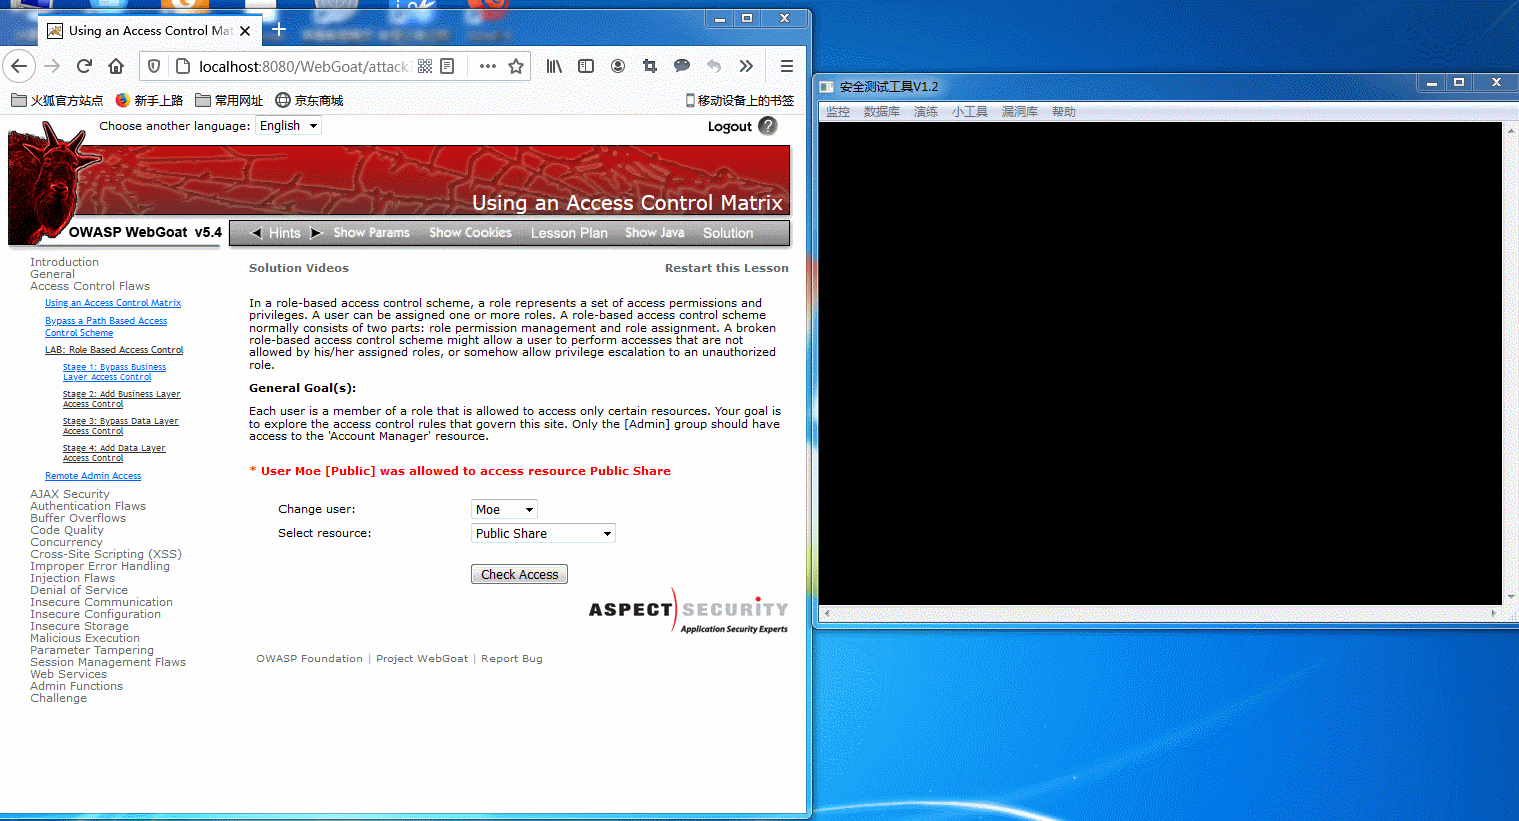 Using an Access Control Mat
localhost:8080/WebGoat/attack?
火狐官方站点
新手上路
常用网址
京东商城
移动设备上的书签
Choose another language: English
Logout ?
Using an Access Control Matrix
OWASP WebGoat v5.4
Hints
Show Params
Show Cookies
Lesson Plan
Show Java
Solution
Introduction
General
Access Control Flaws
Using an Access Control Matrix
Bypass a Path Based Access
Control Scheme
LAB: Role Based Access Control
Stage 1: Bypass Business
Layer Access Control
Stage 2: Add Business Layer
Access Control
Stage 3: Bypass Data Layer
Access Control
Stage 4: Add Data Layer
Access Control
Remote Admin Access
AJAX Security
Authentication Flaws
Buffer Overflows
Code Quality
Concurrency
Cross-Site Scripting (XSS)
Improper Error Handling
Injection Flaws
Denial of Service
Insecure Communication
Insecure Configuration
Insecure Storage
Malicious Execution
Parameter Tampering
Session Management Flaws
Web Services
Admin Functions
Challenge
Solution Videos
Restart this Lesson
In a role-based access control scheme, a role represents a set of access permissions and
privileges. A user can be assigned one or more roles. A role-based access control scheme
normally consists of two parts: role permission management and role assignment. A broken
role-based access control scheme might allow a user to perform accesses that are not
allowed by his/her assigned roles, or somehow allow privilege escalation to an unauthorized
role.
General Goal(s):
Each user is a member of a role that is allowed to access only certain resources. Your goal is
to explore the access control rules that govern this site. Only the [Admin] group should have
access to the 'Account Manager' resource.
* User Moe [Public] was allowed to access resource Public Share
Change user: Moe
Select resource: Public Share
Check Access
ASPECT SECURITY
Application Security Experts
OWASP Foundation | Project WebGoat | Report Bug
安全测试工具V1.2
监控
数据库
演练
小工具
漏洞库
帮助